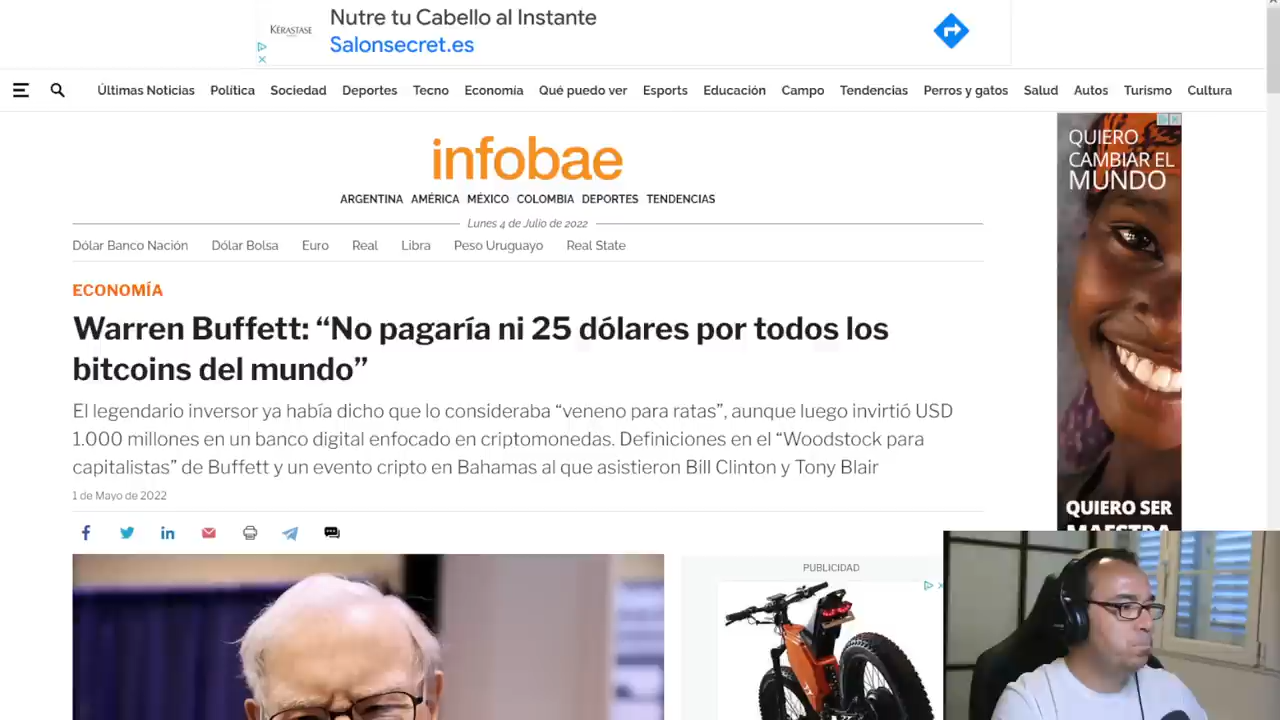 Nutre tu Cabello al Instante
KÉRASTASE
Salonsecret.es
Últimas Noticias Política Sociedad Deportes Tecno Economía Qué puedo ver Esports Educación Campo Tendencias Perros y gatos Salud Autos Turismo Cultura
infobae
ARGENTINA AMÉRICA MÉXICO COLOMBIA DEPORTES TENDENCIAS
Lunes 4 de Julio de 2022
Dólar Banco Nación Dólar Bolsa Euro Real Libra Peso Uruguayo Real State
ECONOMÍA
Warren Buffett: “No pagaría ni 25 dólares por todos los
bitcoins del mundo”
El legendario inversor ya había dicho que lo consideraba “veneno para ratas”, aunque luego invirtió USD
1.000 millones en un banco digital enfocado en criptomonedas. Definiciones en el “Woodstock para
capitalistas” de Buffett y un evento cripto en Bahamas al que asistieron Bill Clinton y Tony Blair
1 de Mayo de 2022
PUBLICIDAD
QUIERO
CAMBIAR EL
MUNDO
QUIERO SER
MAESTRA